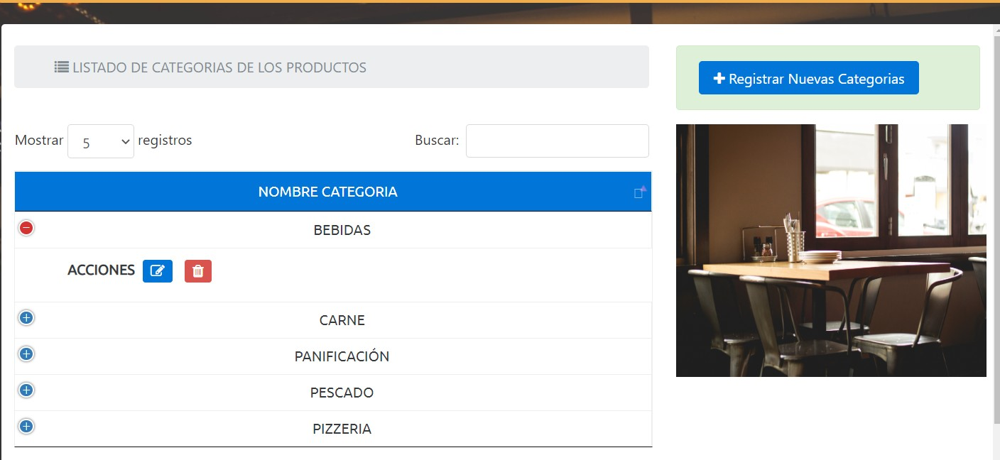 LISTADO DE CATEGORIAS DE LOS PRODUCTOS
Registrar Nuevas Categorias
Mostrar 5 registros
Buscar:
NOMBRE CATEGORIA
BEBIDAS
ACCIONES
CARNE
PANIFICACIÓN
PESCADO
PIZZERIA